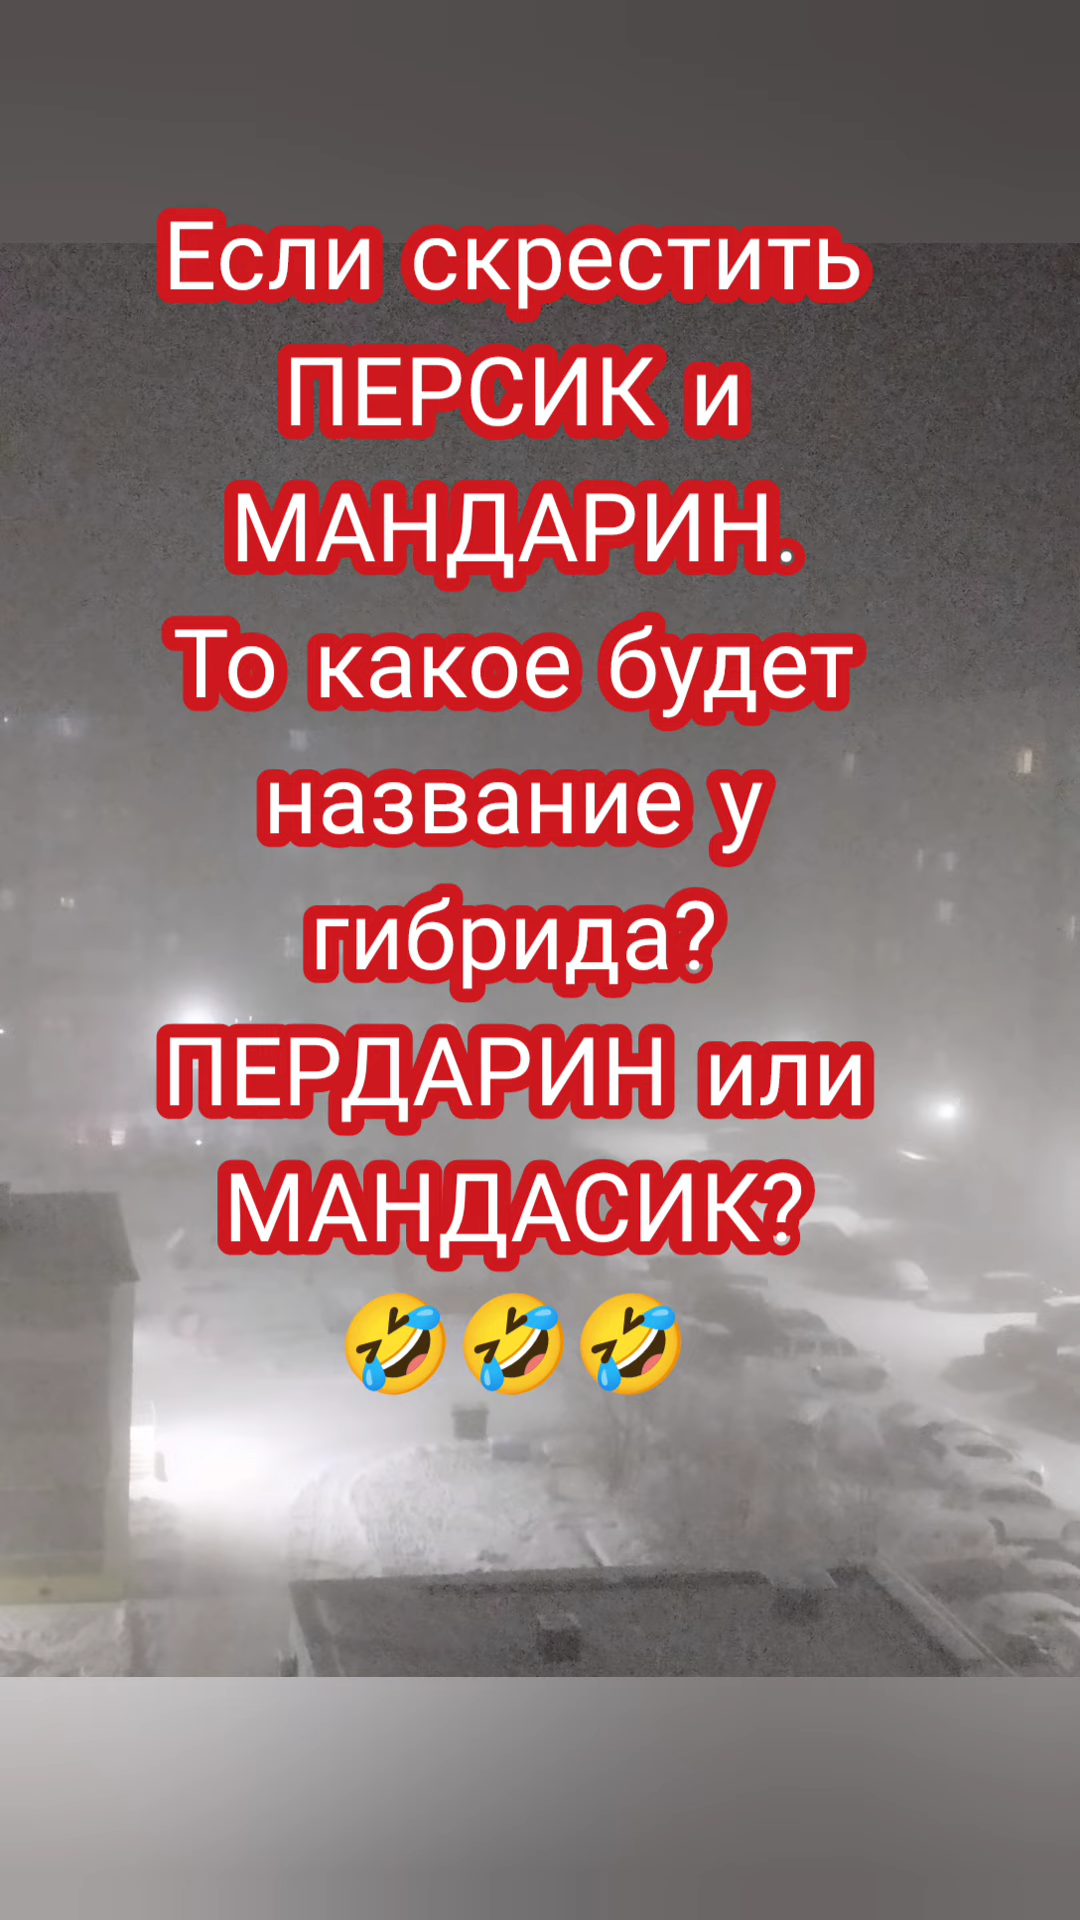 Если скрестить
ПЕРСИК и
МАНДАРИН.
То какое будет
название у
гибрида?
ПЕРДАРИН или
МАНДАСИК?
🤣🤣🤣